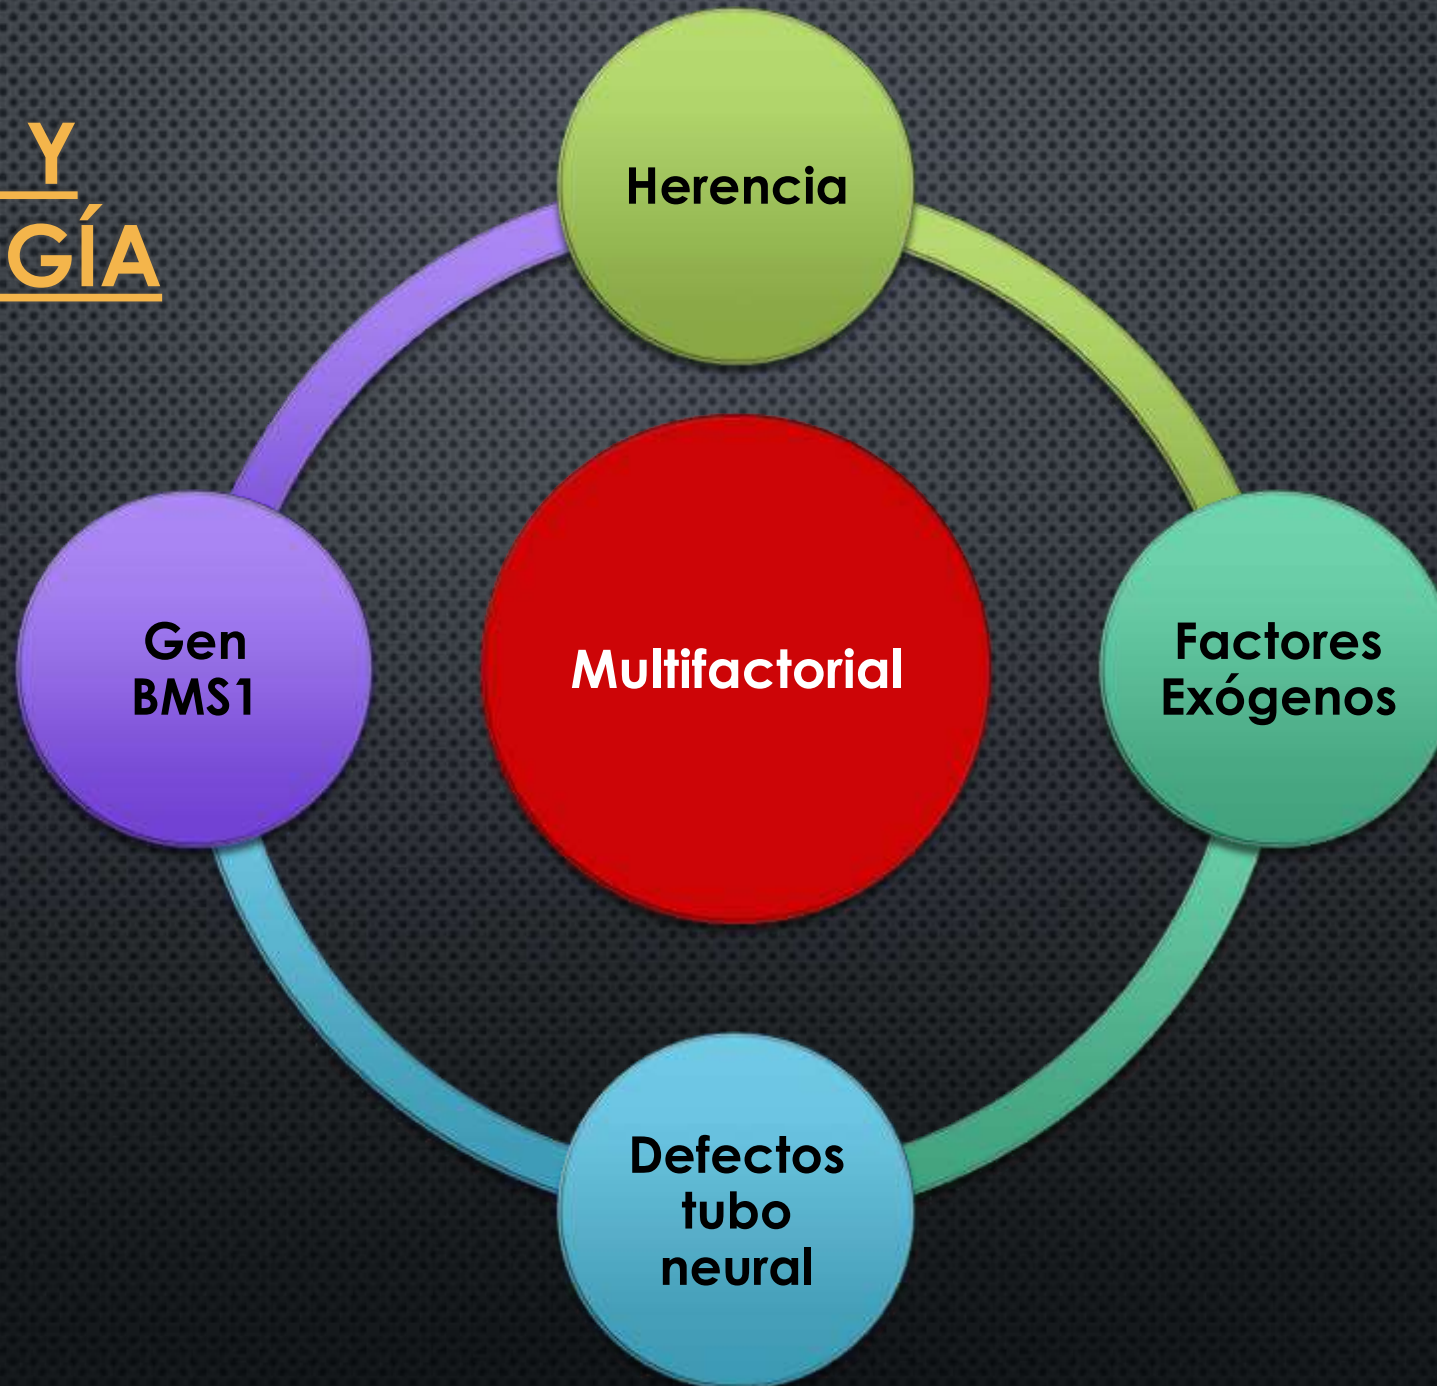 Y
GÍA
Herencia
Gen
BMS1
Multifactorial
Factores
Exógenos
Defectos
tubo
neural